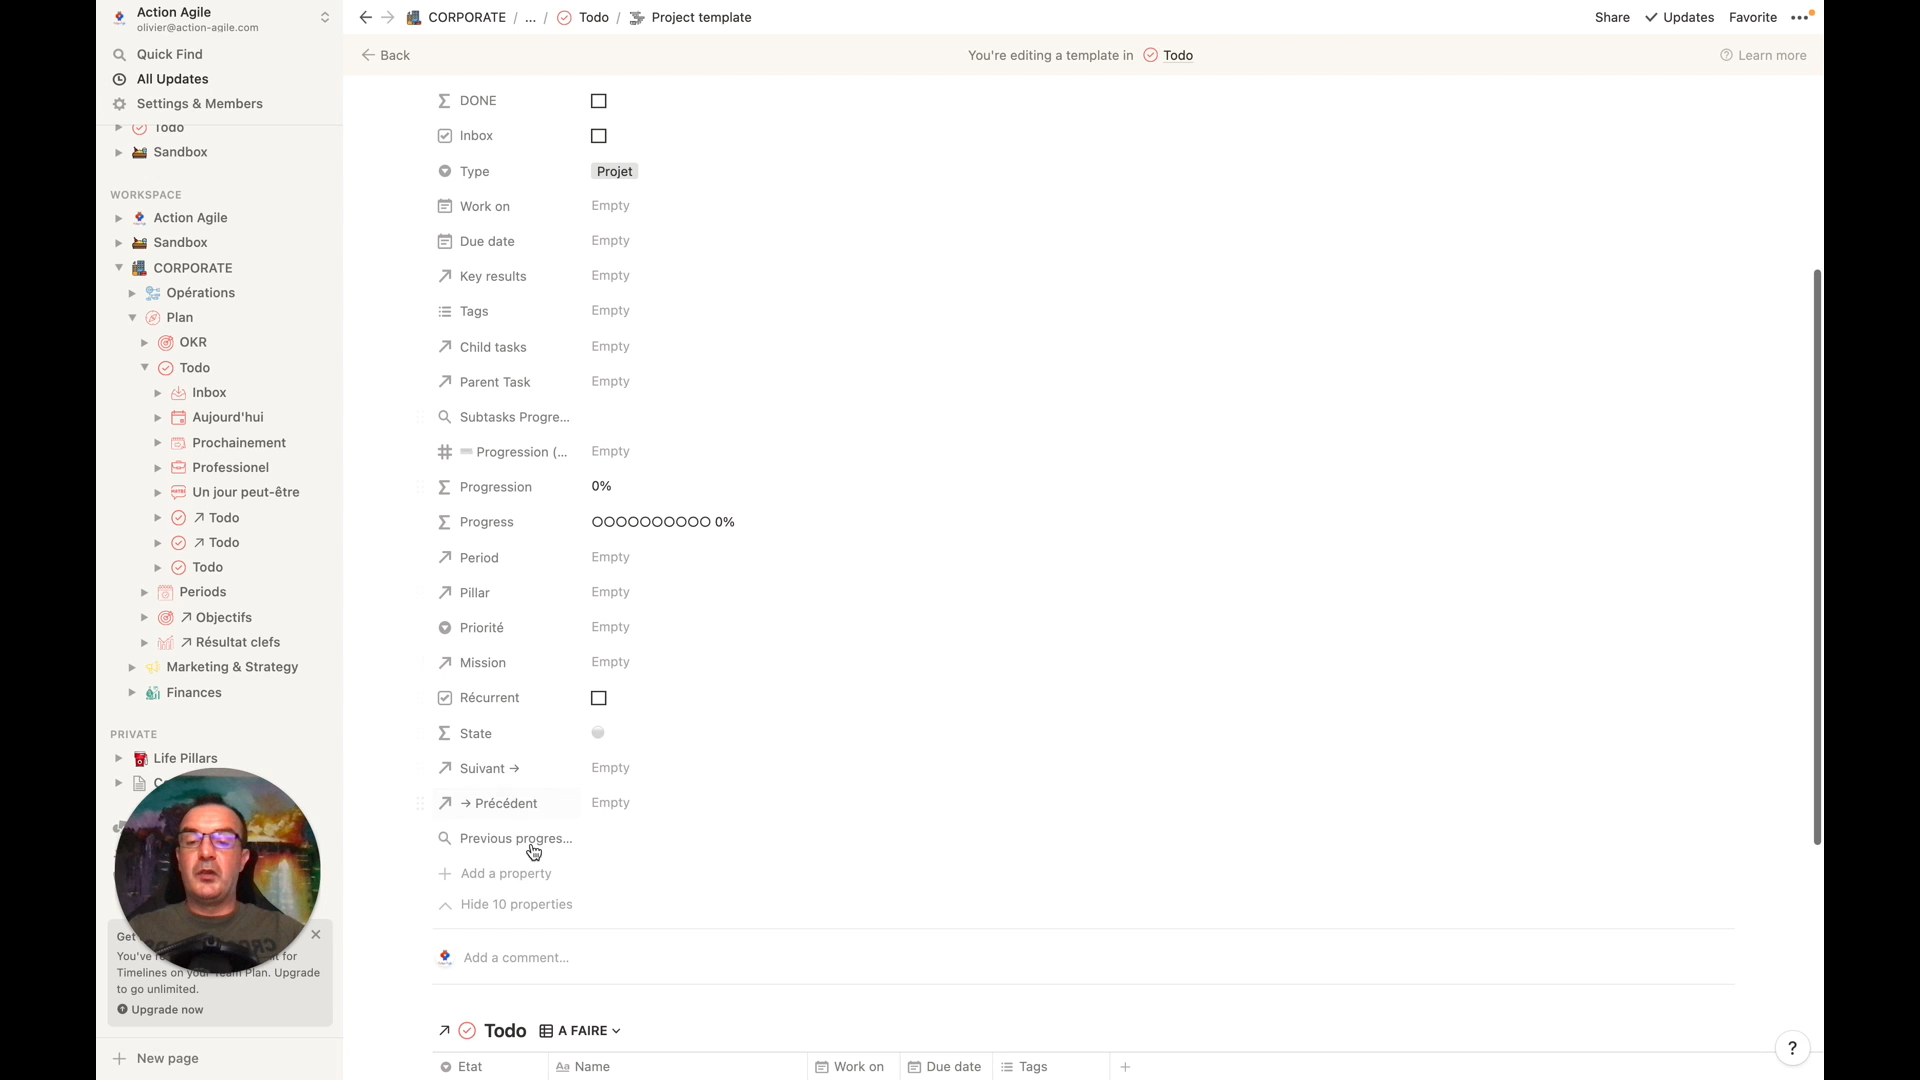 Action Agile
olivier@action-agile.com
Quick Find
All Updates
Settings & Members
Todo
Sandbox
WORKSPACE
Action Agile
Sandbox
CORPORATE
Opérations
Plan
OKR
Todo
Inbox
Aujourd'hui
Prochainement
Professionel
Un jour peut-être
↗ Todo
↗ Todo
Todo
Periods
↗ Objectifs
↗ Résultat clefs
Marketing & Strategy
Finances
PRIVATE
Life Pillars
Get
You've re
t for
Timelines on your Team Plan. Upgrade
to go unlimited.
Upgrade now
New page
CORPORATE / ... / Todo / Project template
Share Updates Favorite •••
Back
You're editing a template in Todo
Learn more
DONE
Inbox
Type Projet
Work on Empty
Due date Empty
Key results Empty
Tags Empty
Child tasks Empty
Parent Task Empty
Subtasks Progre...
Progression (... Empty
Progression 0%
Progress 0%
Period Empty
Pillar Empty
Priorité Empty
Mission Empty
Récurrent
State
Suivant → Empty
→ Précédent Empty
Previous progres...
Add a property
Hide 10 properties
Add a comment...
Todo A FAIRE
Etat Aa Name Work on Due date Tags +
?